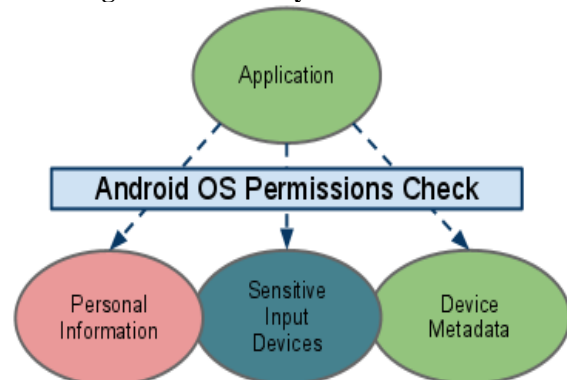 Application
Android OS Permissions Check
Personal
Information
Sensitive
Input
Devices
Device
Metadata